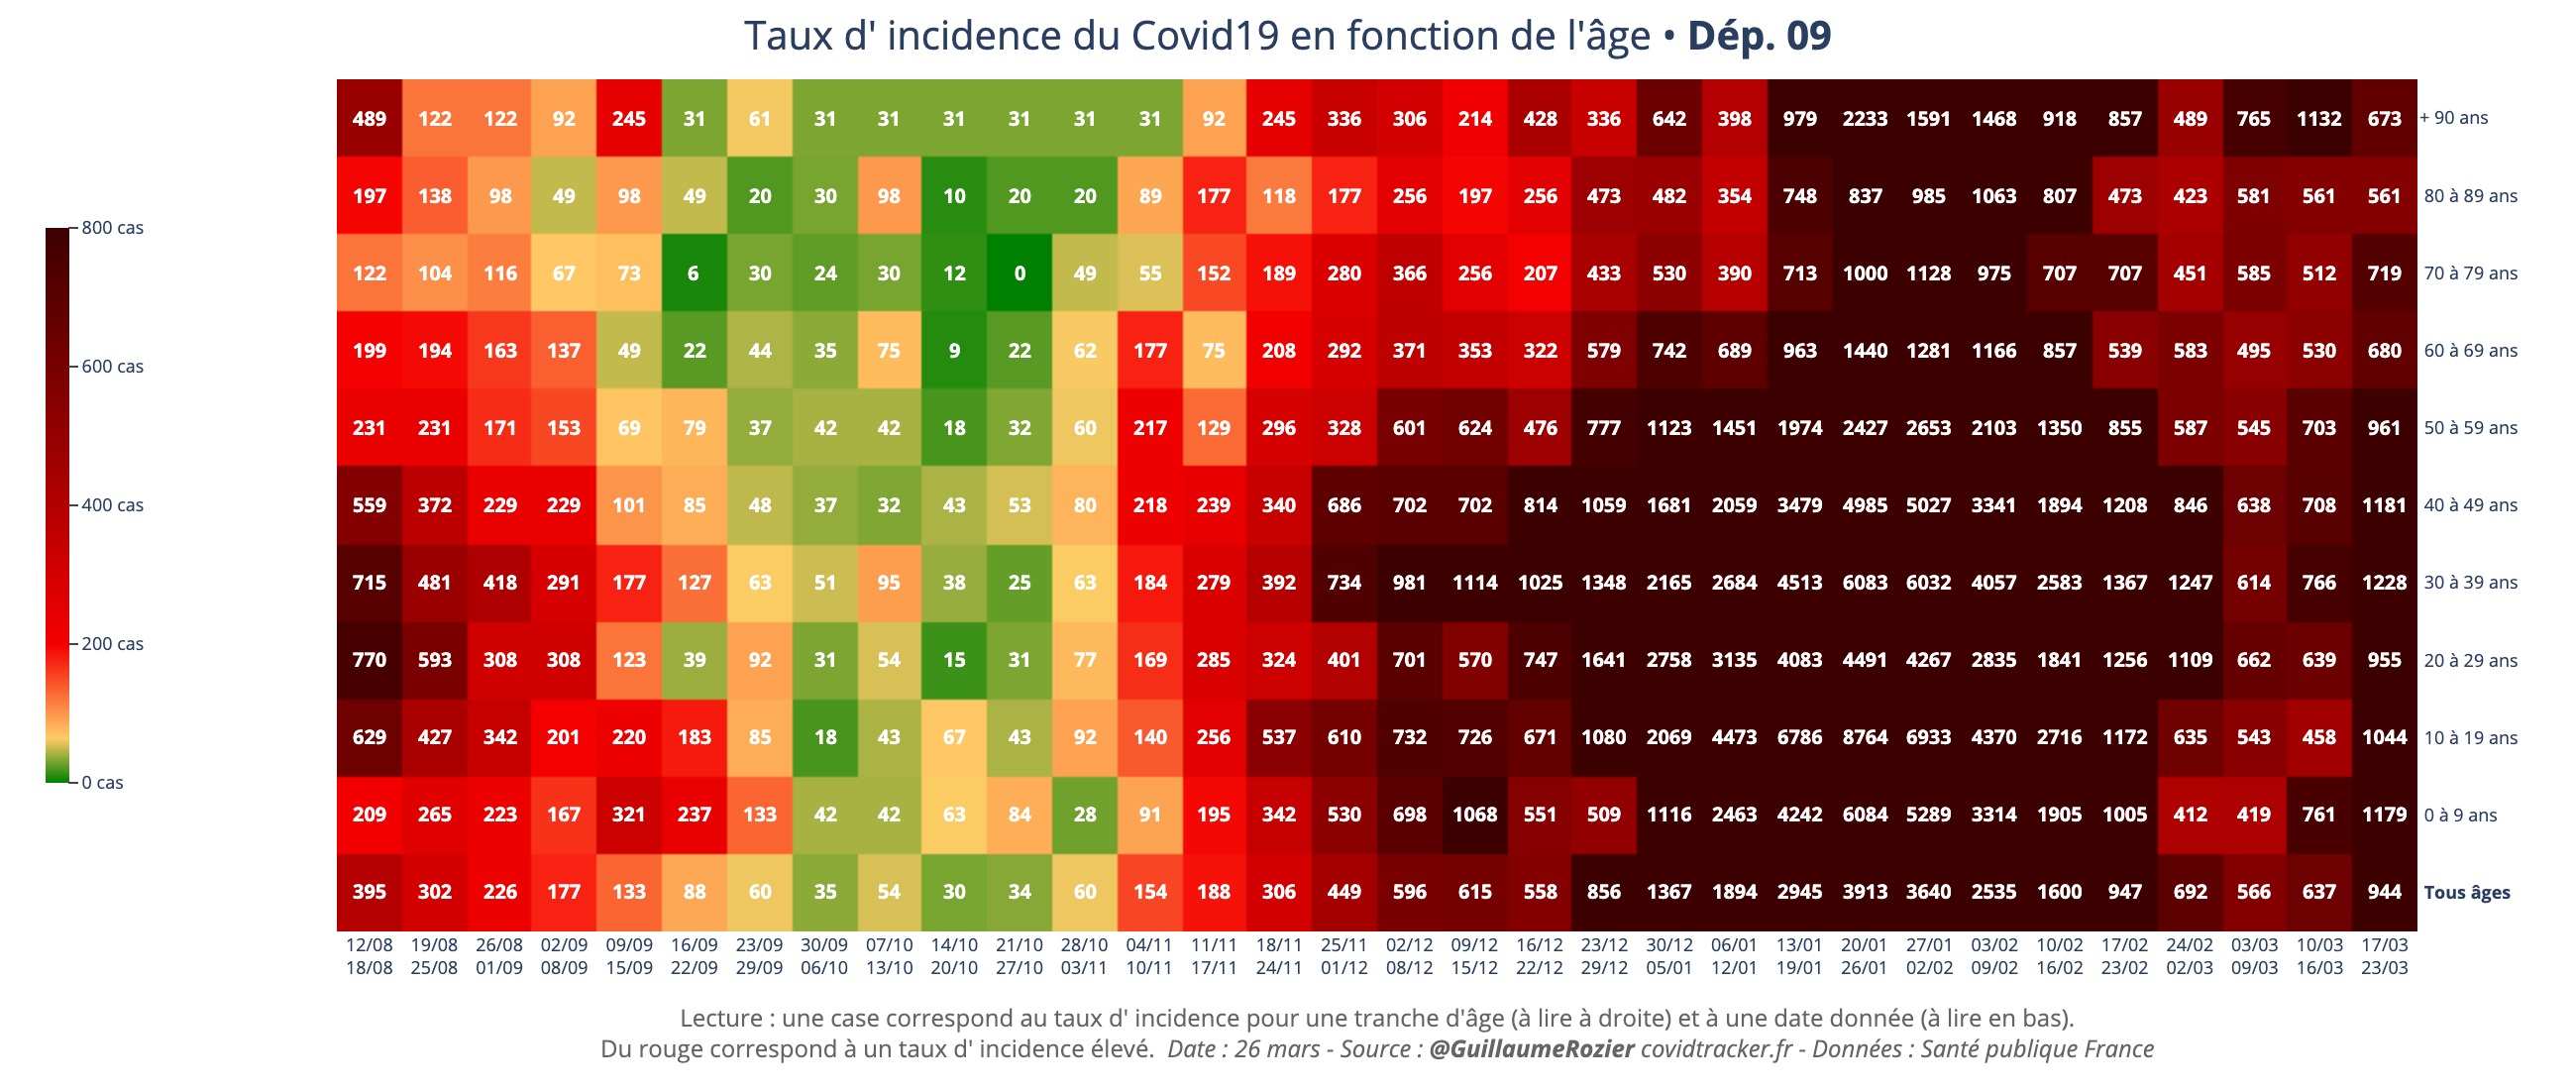 Taux d' incidence du Covid19 en fonction de l'âge • Dép. 09
489 122 122 92 245 31 61 31 31 31 31 31 31 92 245 336 306 214 428 336 642 398 979 2233 1591 1468 918 857 489 765 1132 673 + 90 ans
197 138 98 49 98 49 20 30 98 10 20 20 89 177 118 177 256 197 256 473 482 354 748 837 985 1063 807 473 423 581 561 561 80 à 89 ans
800 cas
122 104 116 67 73 6 30 24 30 12 0 49 55 152 189 280 366 256 207 433 530 390 713 1000 1128 975 707 707 451 585 512 719 70 à 79 ans
199 194 163 137 49 22 44 35 75 9 22 62 177 75 208 292 371 353 322 579 742 689 963 1440 1281 1166 857 539 583 495 530 680 60 à 69 ans
600 cas
231 231 171 153 69 79 37 42 42 18 32 60 217 129 296 328 601 624 476 777 1123 1451 1974 2427 2653 2103 1350 855 587 545 703 961 50 à 59 ans
400 cas
559 372 229 229 101 85 48 37 32 43 53 80 218 239 340 686 702 702 814 1059 1681 2059 3479 4985 5027 3341 1894 1208 846 638 708 1181 40 à 49 ans
715 481 418 291 177 127 63 51 95 38 25 63 184 279 392 734 981 1114 1025 1348 2165 2684 4513 6083 6032 4057 2583 1367 1247 614 766 1228 30 à 39 ans
200 cas
770 593 308 308 123 39 92 31 54 15 31 77 169 285 324 401 701 570 747 1641 2758 3135 4083 4491 4267 2835 1841 1256 1109 662 639 955 20 à 29 ans
629 427 342 201 220 183 85 18 43 67 43 92 140 256 537 610 732 726 671 1080 2069 4473 6786 8764 6933 4370 2716 1172 635 543 458 1044 10 à 19 ans
0 cas
209 265 223 167 321 237 133 42 42 63 84 28 91 195 342 530 698 1068 551 509 1116 2463 4242 6084 5289 3314 1905 1005 412 419 761 1179 0 à 9 ans
395 302 226 177 133 88 60 35 54 30 34 60 154 188 306 449 596 615 558 856 1367 1894 2945 3913 3640 2535 1600 947 692 566 637 944 Tous âges
12/08 19/08 26/08 02/09 09/09 16/09 23/09 30/09 07/10 14/10 21/10 28/10 04/11 11/11 18/11 25/11 02/12 09/12 16/12 23/12 30/12 06/01 13/01 20/01 27/01 03/02 10/02 17/02 24/02 03/03 10/03 17/03
18/08 25/08 01/09 08/09 15/09 22/09 29/09 06/10 13/10 20/10 27/10 03/11 10/11 17/11 24/11 01/12 08/12 15/12 22/12 29/12 05/01 12/01 19/01 26/01 02/02 09/02 16/02 23/02 02/03 09/03 16/03 23/03
Lecture : une case correspond au taux d' incidence pour une tranche d'âge (à lire à droite) et à une date donnée (à lire en bas).
Du rouge correspond à un taux d' incidence élevé. Date : 26 mars - Source : @GuillaumeRozier covidtracker.fr - Données : Santé publique France